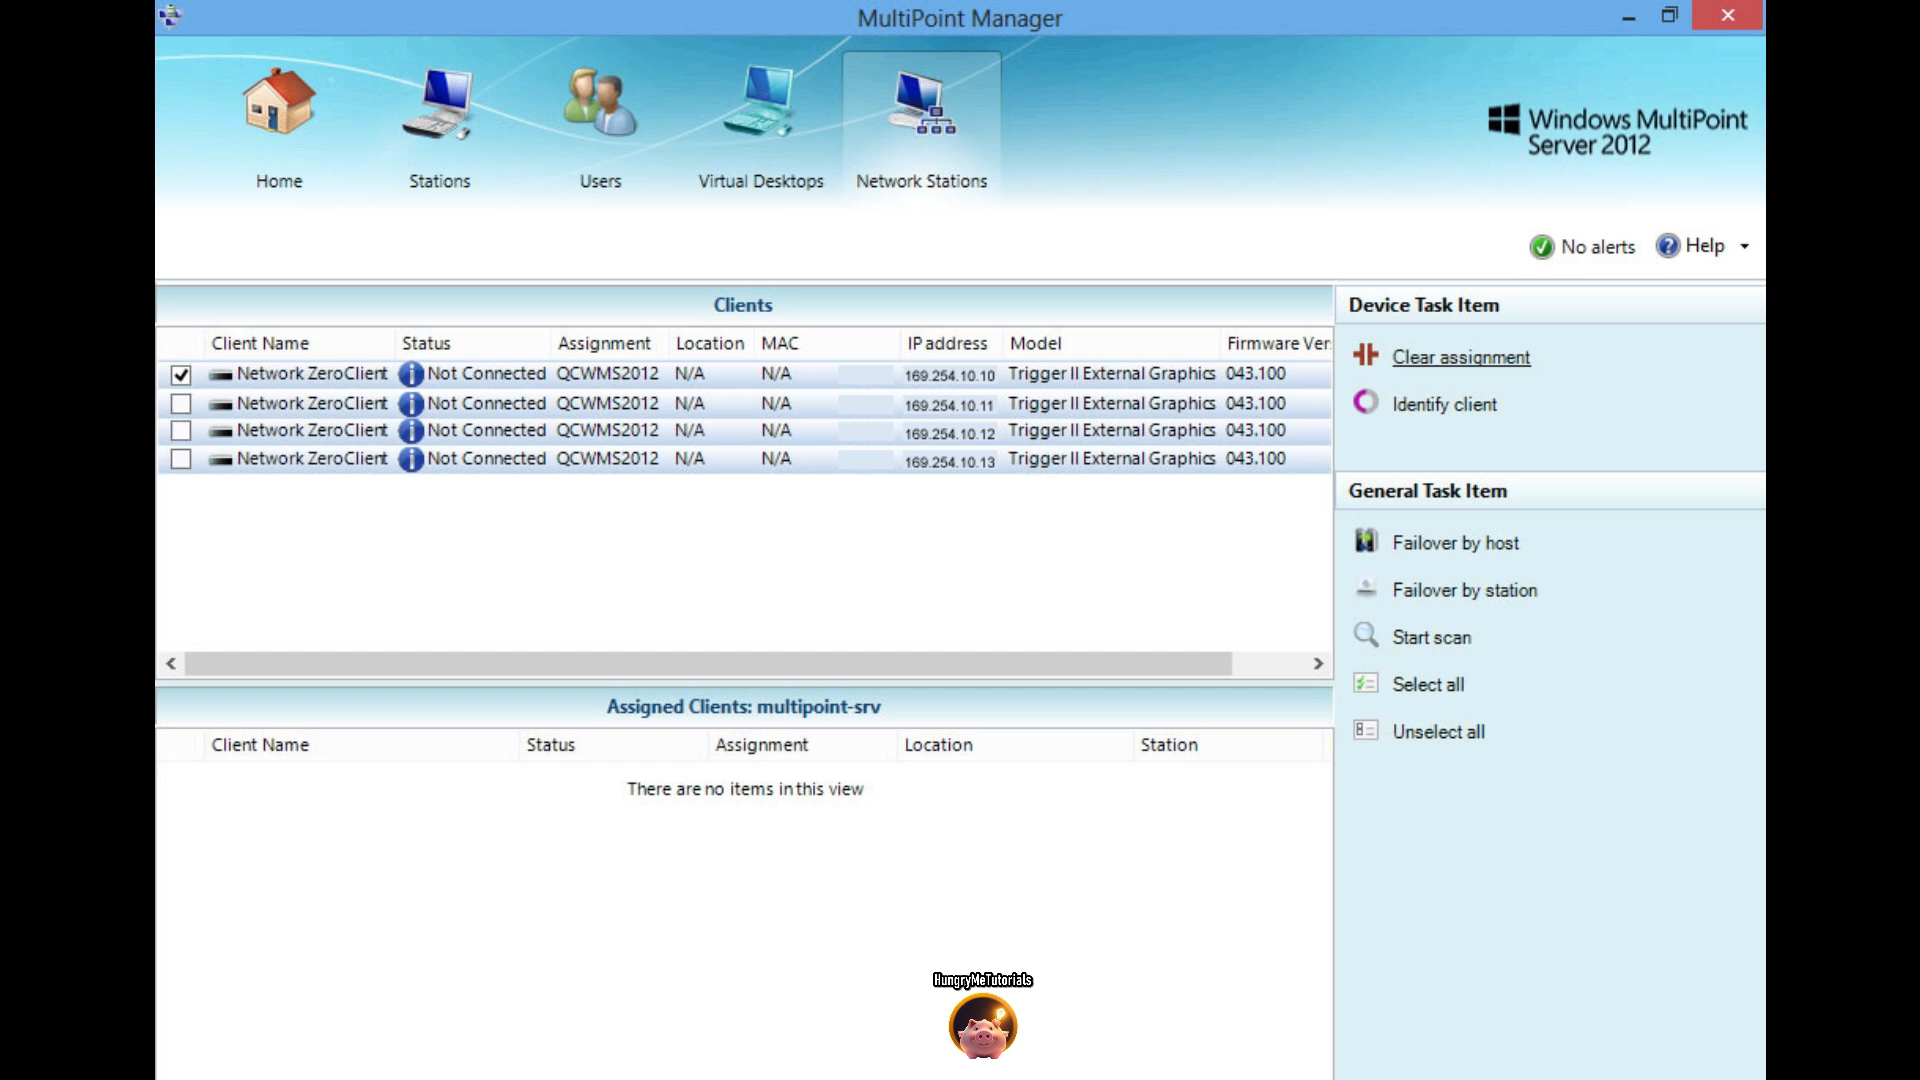 MultiPoint Manager
Home
Stations
Users
Virtual Desktops
Network Stations
Windows MultiPoint
Server 2012
No alerts
Help
Clients
Client Name Status Assignment Location MAC IP address Model Firmware Ver
Network ZeroClient Not Connected QCWMS2012 N/A N/A 169.254.10.10 Trigger II External Graphics 043.100
Network ZeroClient Not Connected QCWMS2012 N/A N/A 169.254.10.11 Trigger II External Graphics 043.100
Network ZeroClient Not Connected QCWMS2012 N/A N/A 169.254.10.12 Trigger II External Graphics 043.100
Network ZeroClient Not Connected QCWMS2012 N/A N/A 169.254.10.13 Trigger II External Graphics 043.100
Assigned Clients: multipoint-srv
Client Name Status Assignment Location Station
There are no items in this view
Device Task Item
Clear assignment
Identify client
General Task Item
Failover by host
Failover by station
Start scan
Select all
Unselect all
HungryMeTutorials